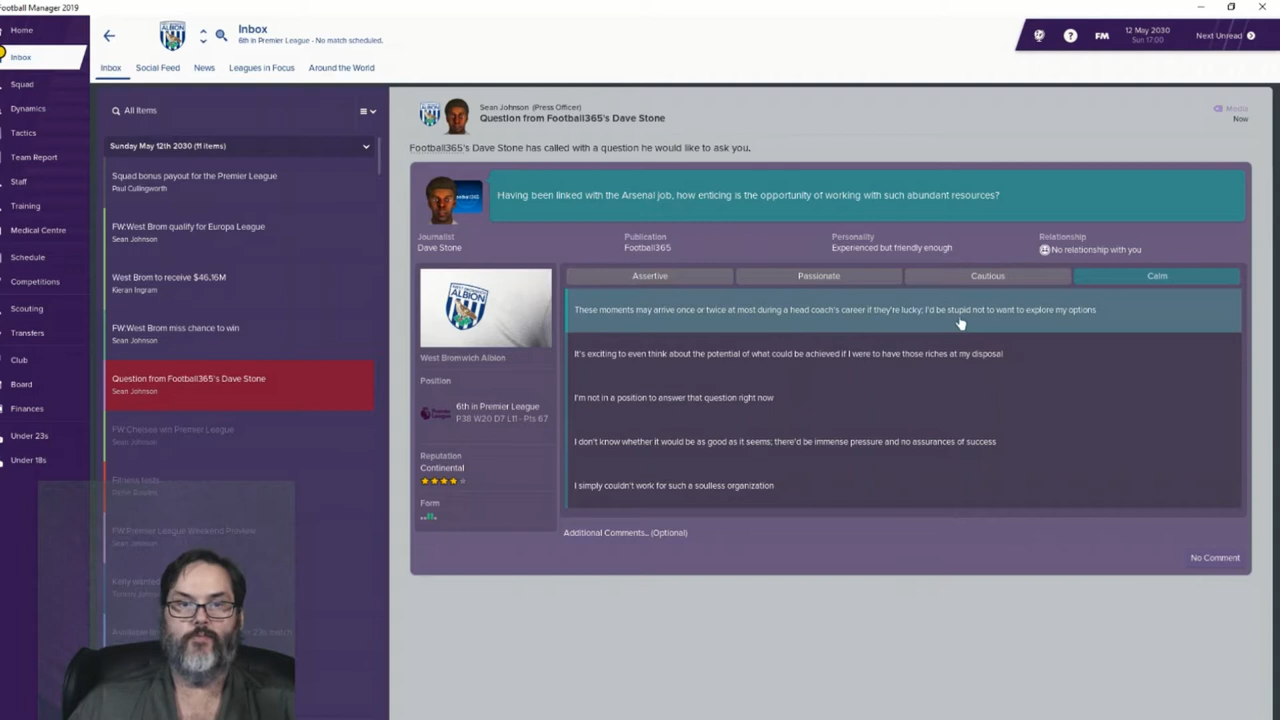 Football Manager 2019
Home
Inbox
Squad
Dynamics
Tactics
Team Report
Staff
Training
Medical Centre
Schedule
Competitions
Scouting
Transfers
Club
Board
Finances
Under 23s
Under 18s
Inbox
6th in Premier League - No match scheduled.
FM
12 May 2030
Sun 17:00
Next Unread
Inbox
Social Feed
News
Leagues in Focus
Around the World
All Items
Sunday May 12th 2030 (11 items)
Squad bonus payout for the Premier League
Paul Cullingworth
FW:West Brom qualify for Europa League
Sean Johnson
West Brom to receive $46.16M
Kieran Ingram
FW:West Brom miss chance to win
Sean Johnson
Question from Football365's Dave Stone
Sean Johnson
FW:Chelsea win Premier League
Sean Johnson
Fitness tests
FW:Premier League Weekend Preview
Sean Johnson
Kelly wanted
Sean Johnson (Press Officer)
Question from Football365's Dave Stone
Media
Now
Football365's Dave Stone has called with a question he would like to ask you.
Having been linked with the Arsenal job, how enticing is the opportunity of working with such abundant resources?
Journalist
Dave Stone
Publication
Football365
Personality
Experienced but friendly enough
Relationship
No relationship with you
West Bromwich Albion
Position
6th in Premier League
P38 W20 D7 L11 - Pts 67
Reputation
Continental
Form
Assertive
Passionate
Cautious
Calm
These moments may arrive once or twice at most during a head coach's career if they're lucky; I'd be stupid not to want to explore my options
It's exciting to even think about the potential of what could be achieved if I were to have those riches at my disposal
I'm not in a position to answer that question right now
I don't know whether it would be as good as it seems; there'd be immense pressure and no assurances of success
I simply couldn't work for such a soulless organization
Additional Comments... (Optional)
No Comment